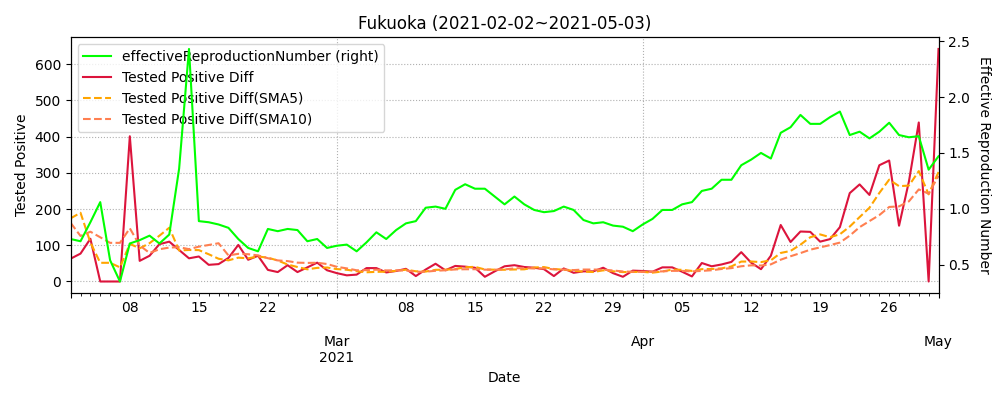 Fukuoka (2021-02-02~2021-05-03)
effectiveReproductionNumber (right)
Tested Positive Diff
Tested Positive Diff(SMA5)
Tested Positive Diff(SMA10)
Tested Positive
600
500
400
300
200
100
0
2.5
2.0
1.5
1.0
0.5
Effective Reproduction Number
08 15 22 08 15 22 29 05 12 19 26
Mar Apr May
2021
Date